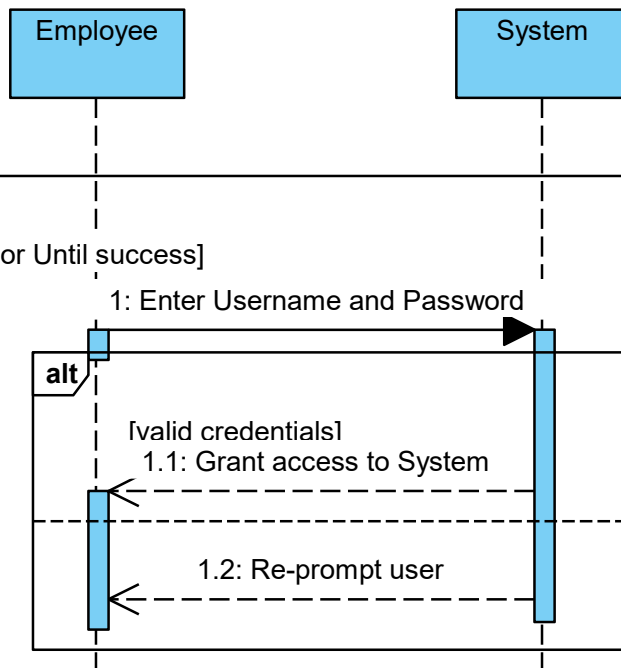 Employee
System
or Until success]
1: Enter Username and Password
alt
[valid credentials]
1.1: Grant access to System
1.2: Re-prompt user